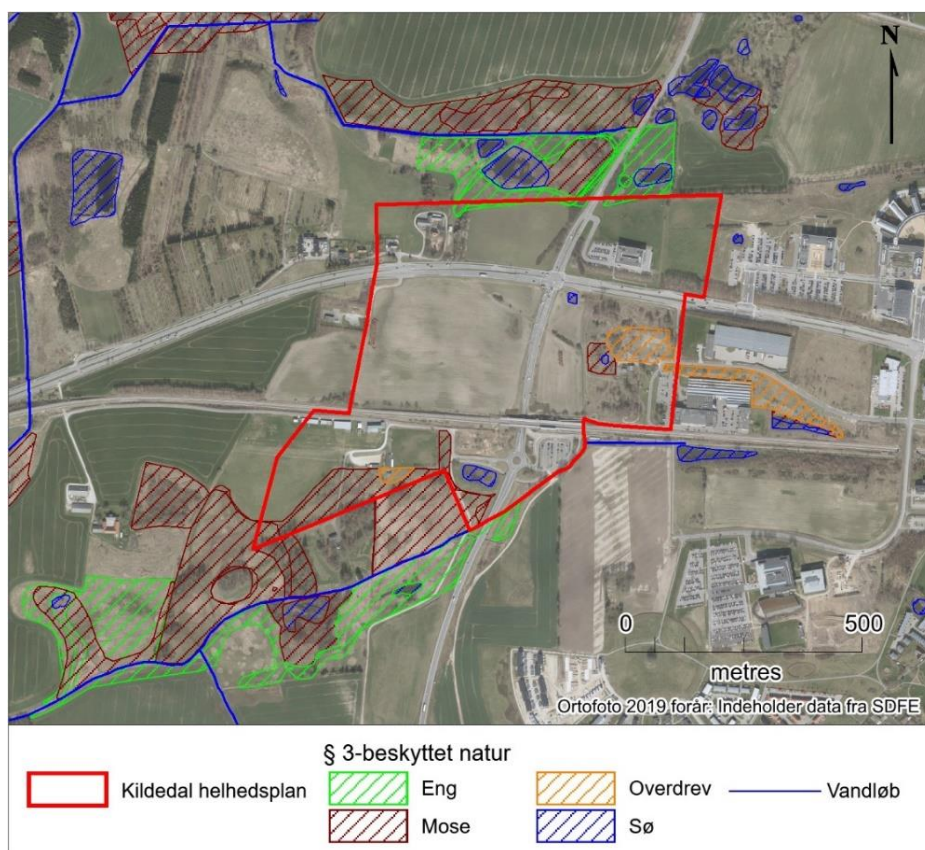 N
0 500
metres
Ortofoto 2019 forår: Indeholder data fra SDFE
§ 3-beskyttet natur
Kildedal helhedsplan Eng Overdrev Vandløb
Mose Sø